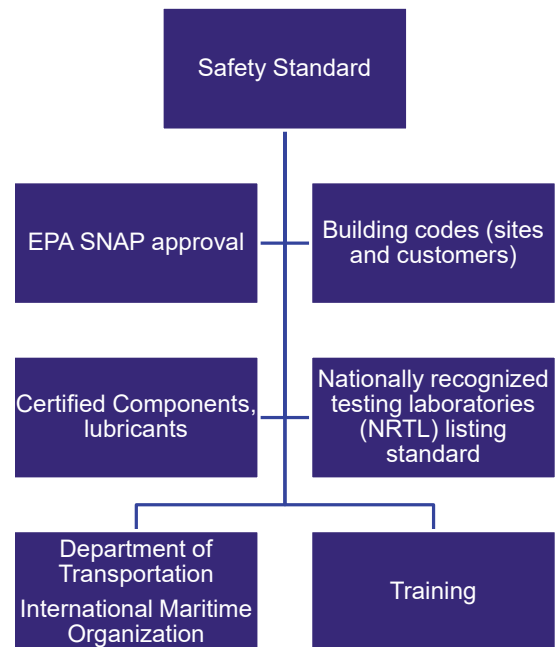 Safety Standard
EPA SNAP approval
Building codes (sites
and customers)
Certified Components,
lubricants
Nationally recognized
testing laboratories
(NRTL) listing
standard
Department of
Transportation
International Maritime
Organization
Training